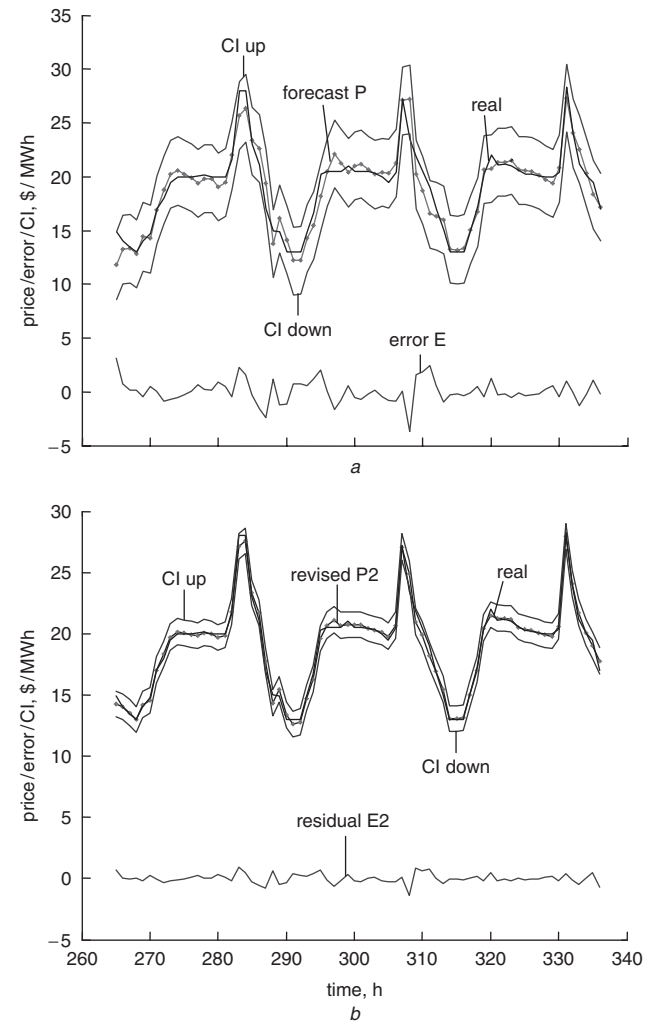 35
30
25
20
15
10
5
0
−5
price/error/CI, $/MWh
CI up
forecast P
real
CI down
error E
a
30
25
20
15
10
5
0
−5
price/error/CI, $/MWh
CI up
revised P2
real
CI down
residual E2
260 270 280 290 300 310 320 330 340
time, h
b